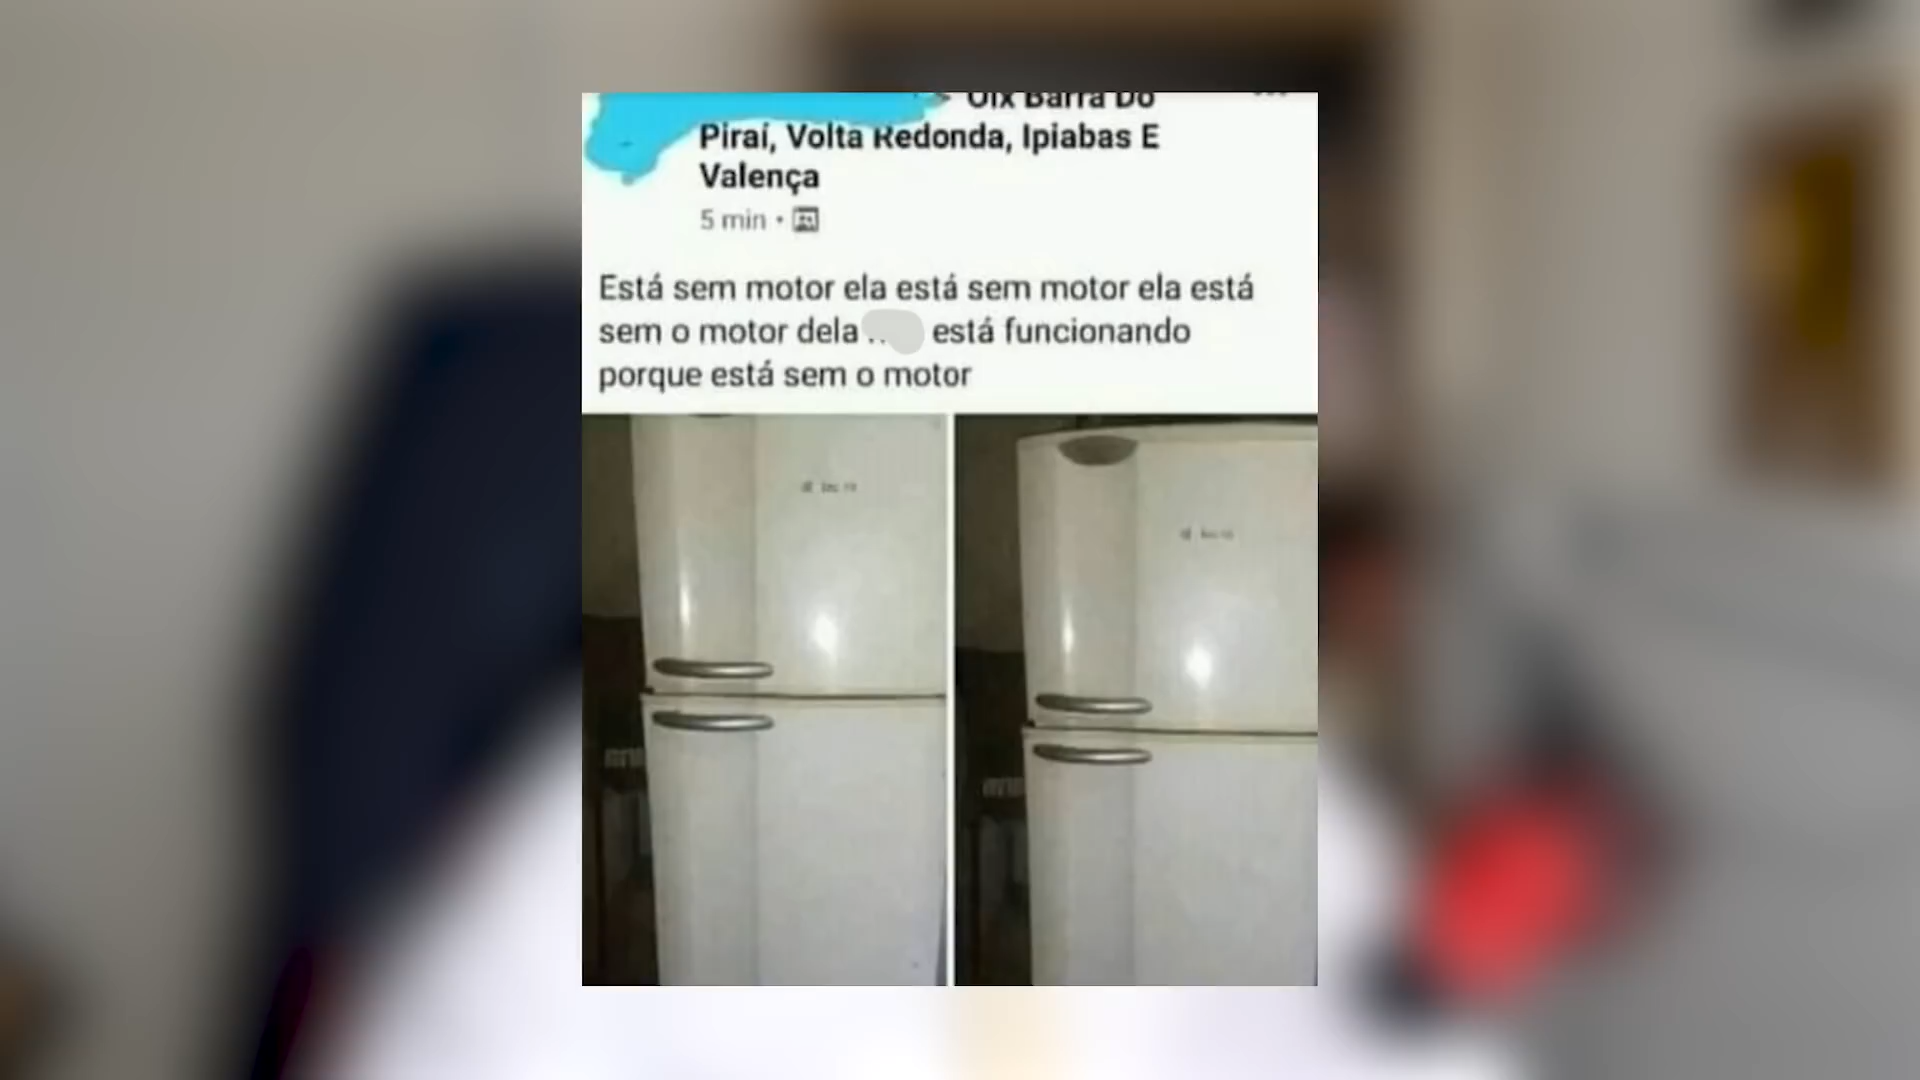 Olx Barra Do
Piraí, Volta Redonda, Ipiabas E
Valença
5 min •
Está sem motor ela está sem motor ela está
sem o motor dela está funcionando
porque está sem o motor